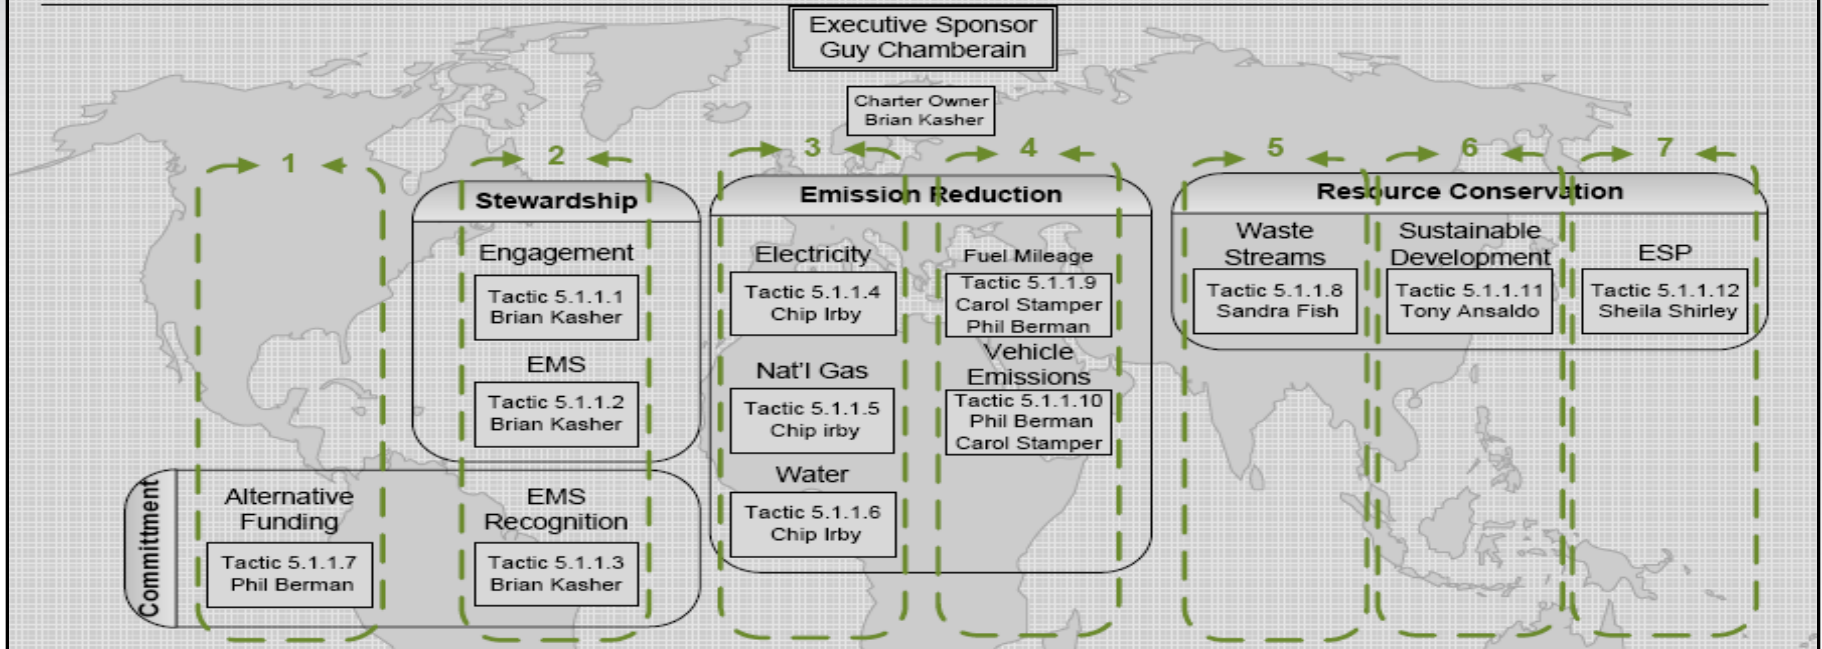 Executive Sponsor
Guy Chamberain
Charter Owner
Brian Kasher
1
2
3
4
5
6
7
Stewardship
Engagement
Tactic 5.1.1.1
Brian Kasher
EMS
Tactic 5.1.1.2
Brian Kasher
Committment
Alternative
Funding
Tactic 5.1.1.7
Phil Berman
EMS
Recognition
Tactic 5.1.1.3
Brian Kasher
Emission Reduction
Electricity
Tactic 5.1.1.4
Chip Irby
Nat'l Gas
Tactic 5.1.1.5
Chip irby
Water
Tactic 5.1.1.6
Chip Irby
Fuel Mileage
Tactic 5.1.1.9
Carol Stamper
Phil Berman
Vehicle
Emissions
Tactic 5.1.1.10
Phil Berman
Carol Stamper
Resource Conservation
Waste
Streams
Tactic 5.1.1.8
Sandra Fish
Sustainable
Development
Tactic 5.1.1.11
Tony Ansaldo
ESP
Tactic 5.1.1.12
Sheila Shirley